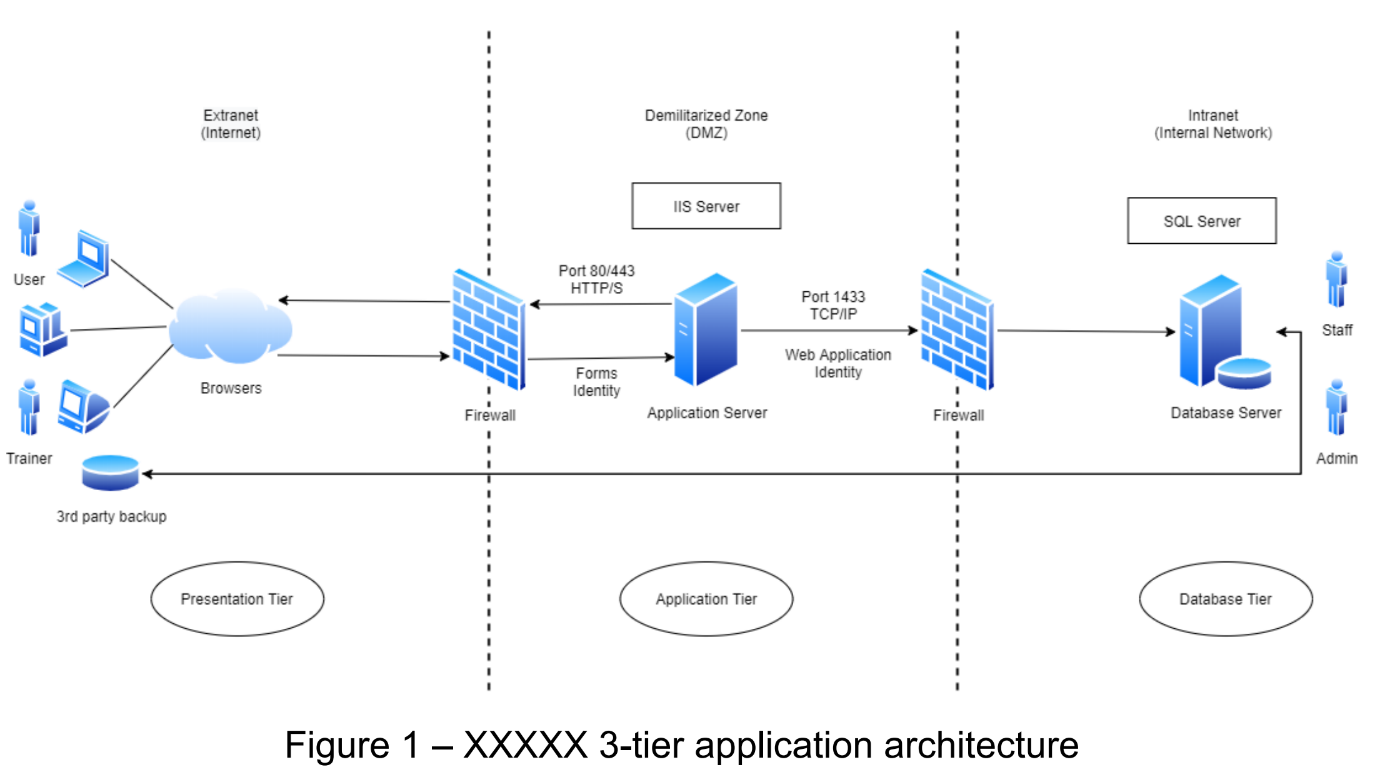 Extranet
(Internet)
Demilitarized Zone
(DMZ)
Intranet
(Internal Network)
IIS Server
SQL Server
User
Port 80/443
HTTP/S
Port 1433
TCP/IP
Staff
Browsers
Forms
Identity
Web Application
Identity
Firewall
Application Server
Firewall
Database Server
Trainer
Admin
3rd party backup
Presentation Tier
Application Tier
Database Tier
Figure 1 – XXXXX 3-tier application architecture